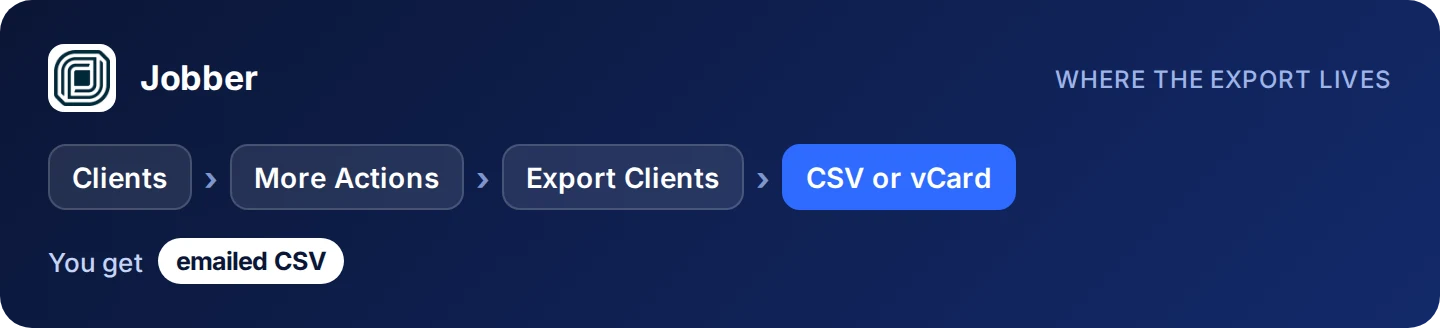 Jobber
WHERE THE EXPORT LIVES
Clients › More Actions › Export Clients › CSV or vCard
You get emailed CSV